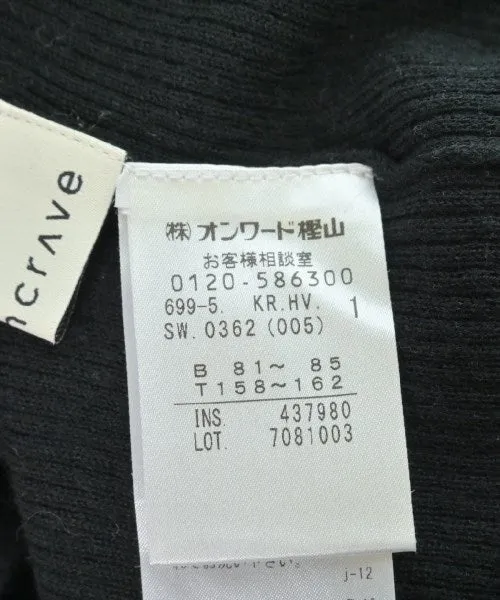 ncrʌve
(株)オンワード樫山
お客様相談室
0120-586300
699-5. KR.HV. 1
SW.0362(005)
B 81～ 85
T158～162
INS. 437980
LOT. 7081003
j-12